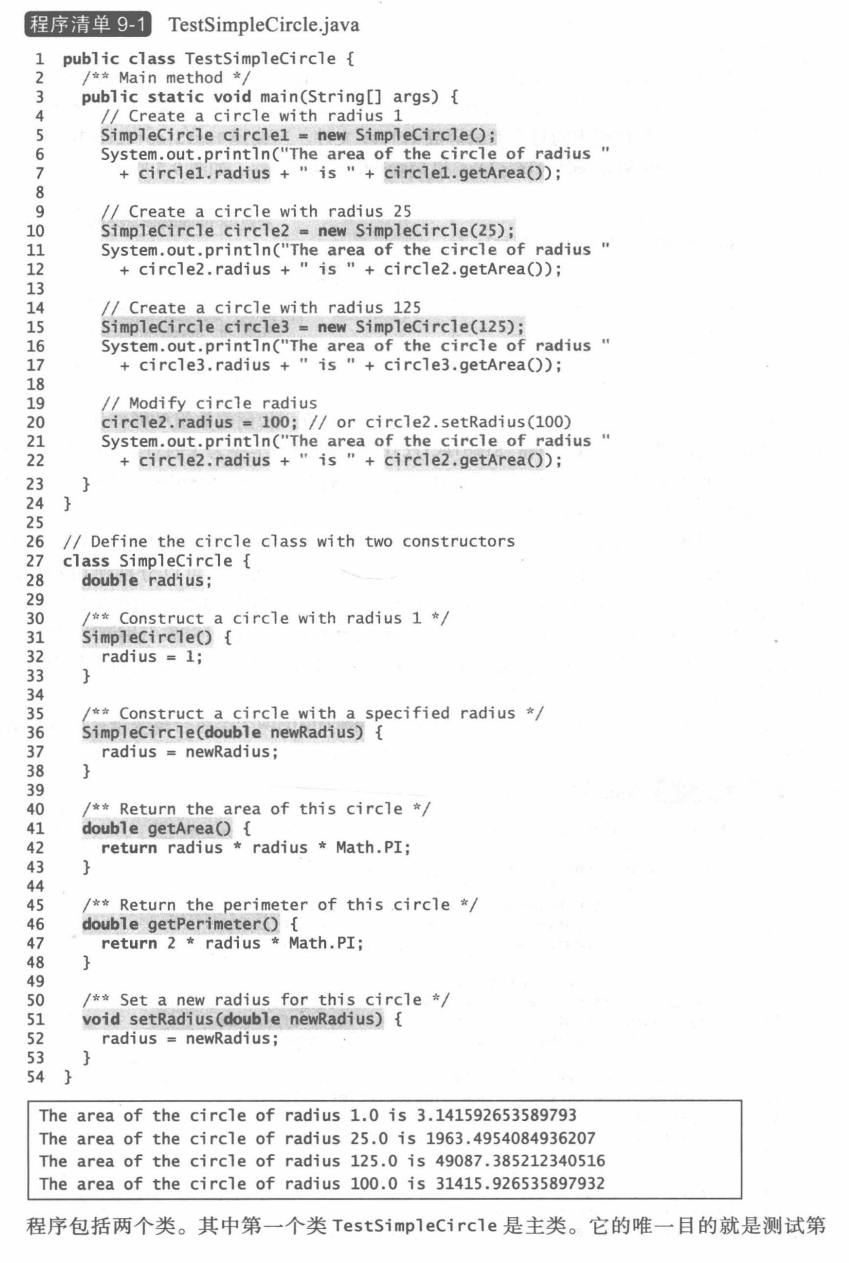 程序清单 9-1 TestSimpleCircle.java
1 public class TestSimpleCircle {
2   /** Main method */
3   public static void main(String[] args) {
4     // Create a circle with radius 1
5     SimpleCircle circle1 = new SimpleCircle();
6     System.out.println("The area of the circle of radius "
7       + circle1.radius + " is " + circle1.getArea());
8
9     // Create a circle with radius 25
10     SimpleCircle circle2 = new SimpleCircle(25);
11     System.out.println("The area of the circle of radius "
12       + circle2.radius + " is " + circle2.getArea());
13
14     // Create a circle with radius 125
15     SimpleCircle circle3 = new SimpleCircle(125);
16     System.out.println("The area of the circle of radius "
17       + circle3.radius + " is " + circle3.getArea());
18
19     // Modify circle radius
20     circle2.radius = 100; // or circle2.setRadius(100)
21     System.out.println("The area of the circle of radius "
22       + circle2.radius + " is " + circle2.getArea());
23   }
24 }
25
26 // Define the circle class with two constructors
27 class SimpleCircle {
28   double radius;
29
30   /** Construct a circle with radius 1 */
31   SimpleCircle() {
32     radius = 1;
33   }
34
35   /** Construct a circle with a specified radius */
36   SimpleCircle(double newRadius) {
37     radius = newRadius;
38   }
39
40   /** Return the area of this circle */
41   double getArea() {
42     return radius * radius * Math.PI;
43   }
44
45   /** Return the perimeter of this circle */
46   double getPerimeter() {
47     return 2 * radius * Math.PI;
48   }
49
50   /** Set a new radius for this circle */
51   void setRadius(double newRadius) {
52     radius = newRadius;
53   }
54 }
The area of the circle of radius 1.0 is 3.141592653589793
The area of the circle of radius 25.0 is 1963.4954084936207
The area of the circle of radius 125.0 is 49087.385212340516
The area of the circle of radius 100.0 is 31415.926535897932
程序包括两个类。其中第一个类 TestSimpleCircle 是主类。它的唯一目的就是测试第